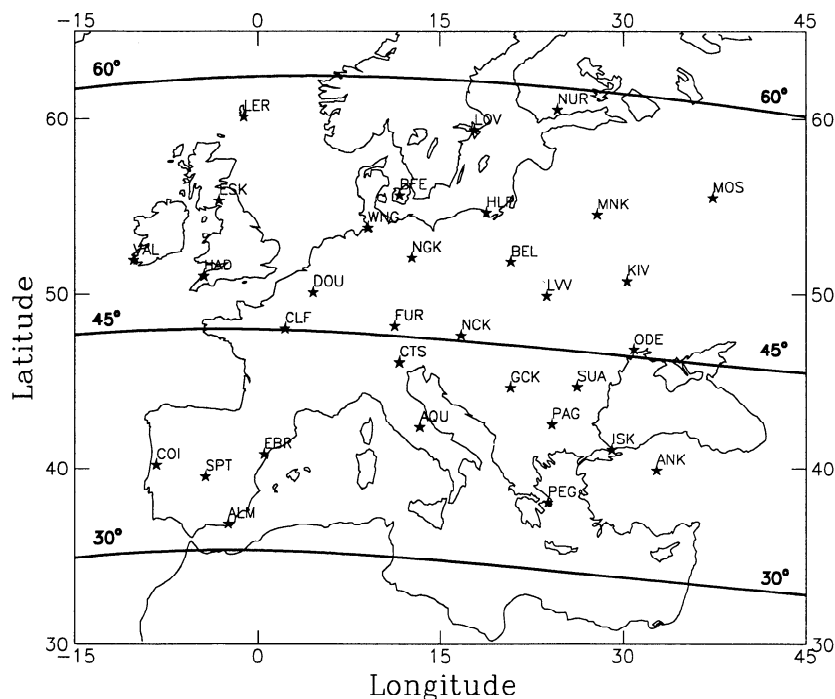 -15 0 15 30 45
60° 60°
LER
NUR
60 60
LOV
ESK BFE MOS
HLP MNK
WNG
VAL HAD NGK BEL
DOU LVV KIV
50 50
CLF FUR NCK ODE
45° 45°
CTS
GCK SUA
AQU PAG
EBR ISK
COI SPT ANK
40 40
PEG
ALM
30° 30°
30 30
-15 0 15 30 45
Latitude
Longitude